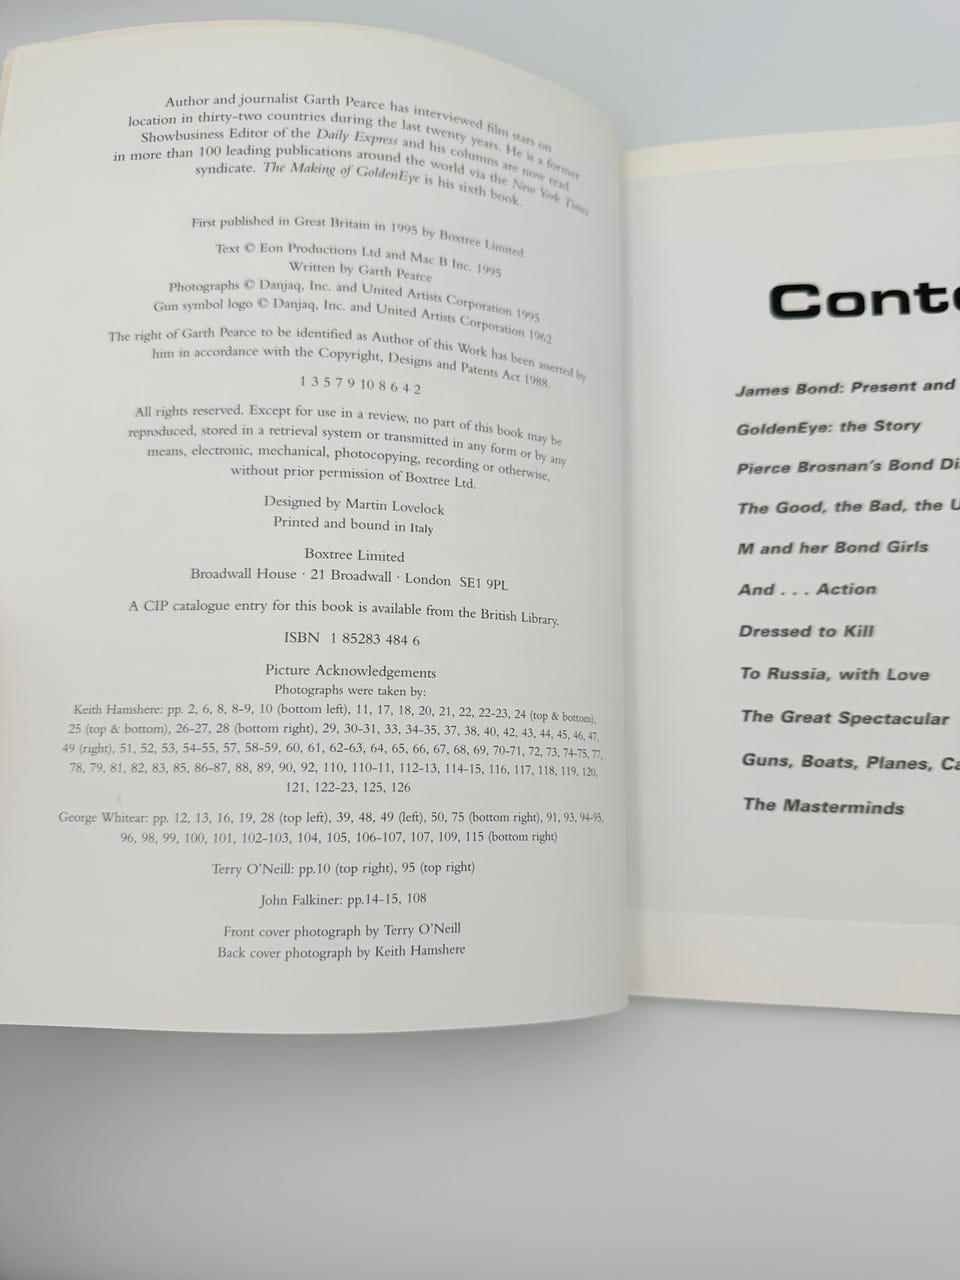 Author and journalist Garth Pearce has interviewed film stars on
location in thirty-two countries during the last twenty years. He is a former
Showbusiness Editor of the Daily Express and his columns are now read
in more than 100 leading publications around the world via the New York Times
syndicate. The Making of GoldenEye is his sixth book.
First published in Great Britain in 1995 by Boxtree Limited
Text © Eon Productions Ltd and Mac B Inc. 1995
Written by Garth Pearce
Photographs © Danjaq, Inc. and United Artists Corporation 1995
Gun symbol logo © Danjaq, Inc. and United Artists Corporation 1962
The right of Garth Pearce to be identified as Author of this Work has been asserted by
him in accordance with the Copyright, Designs and Patents Act 1988.
1 3 5 7 9 10 8 6 4 2
All rights reserved. Except for use in a review, no part of this book may be
reproduced, stored in a retrieval system or transmitted in any form or by any
means, electronic, mechanical, photocopying, recording or otherwise,
without prior permission of Boxtree Ltd.
Designed by Martin Lovelock
Printed and bound in Italy
Boxtree Limited
Broadwall House · 21 Broadwall · London SE1 9PL
A CIP catalogue entry for this book is available from the British Library.
ISBN 1 85283 484 6
Picture Acknowledgements
Photographs were taken by:
Keith Hamshere: pp. 2, 6, 8, 8-9, 10 (bottom left), 11, 17, 18, 20, 21, 22, 22-23, 24 (top & bottom),
25 (top & bottom), 26-27, 28 (bottom right), 29, 30-31, 33, 34-35, 37, 38, 40, 42, 43, 44, 45, 46, 47,
49 (right), 51, 52, 53, 54-55, 57, 58-59, 60, 61, 62-63, 64, 65, 66, 67, 68, 69, 70-71, 72, 73, 74-75, 77,
78, 79, 81, 82, 83, 85, 86-87, 88, 89, 90, 92, 110, 110-11, 112-13, 114-15, 116, 117, 118, 119, 120,
121, 122-23, 125, 126
George Whitear: pp. 12, 13, 16, 19, 28 (top left), 39, 48, 49 (left), 50, 75 (bottom right), 91, 93, 94-95,
96, 98, 99, 100, 101, 102-103, 104, 105, 106-107, 107, 109, 115 (bottom right)
Terry O'Neill: pp.10 (top right), 95 (top right)
John Falkiner: pp.14-15, 108
Front cover photograph by Terry O'Neill
Back cover photograph by Keith Hamshere
Conte
James Bond: Present and
GoldenEye: the Story
Pierce Brosnan's Bond Di
The Good, the Bad, the U
M and her Bond Girls
And . . . Action
Dressed to Kill
To Russia, with Love
The Great Spectacular
Guns, Boats, Planes, Ca
The Masterminds